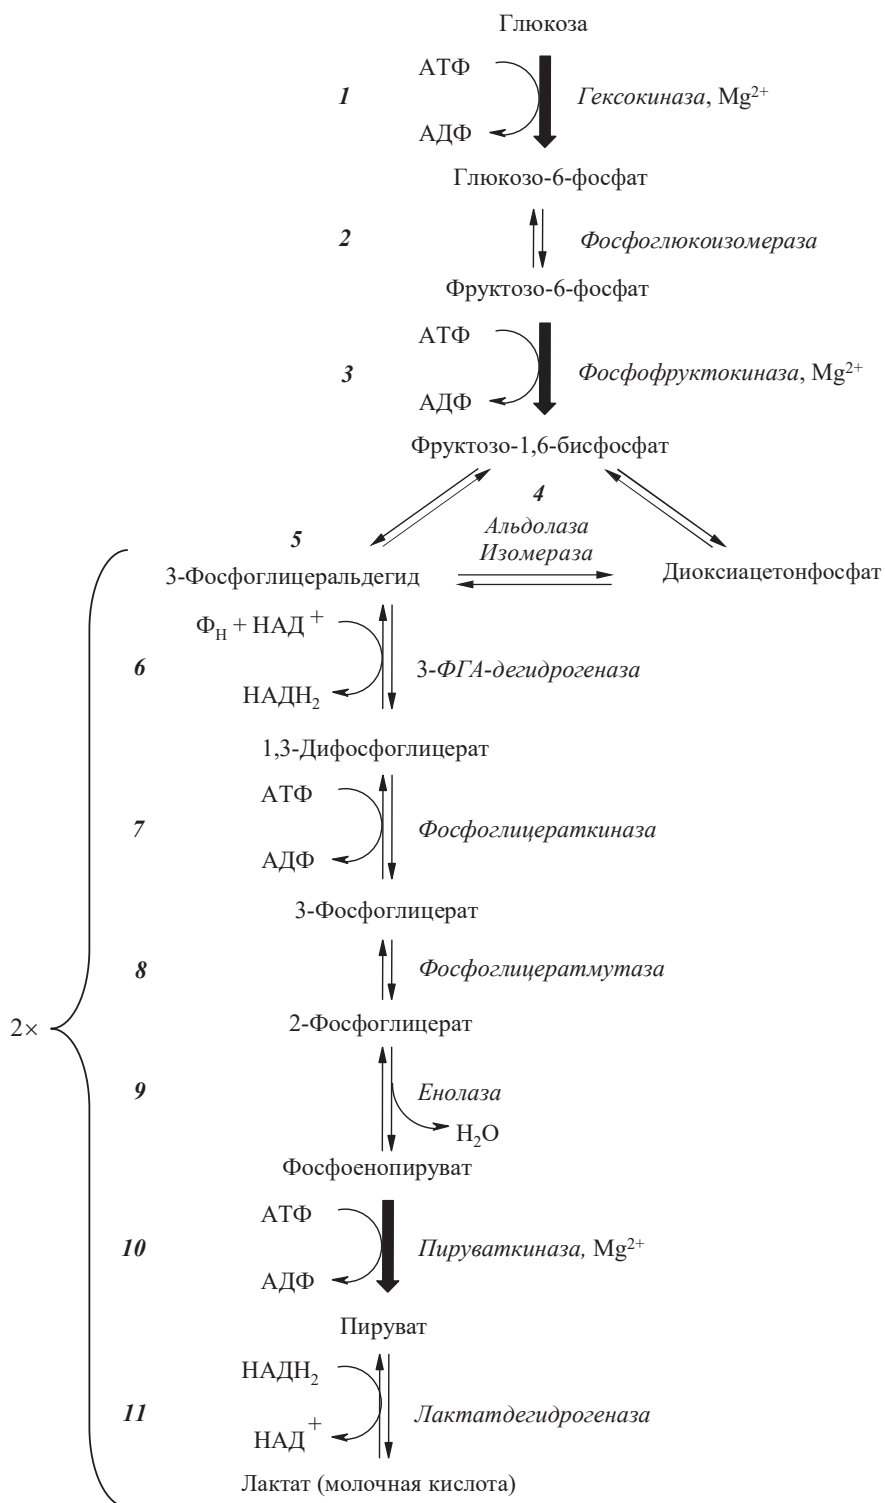 Глюкоза
АТФ
1
Гексокиназа, Mg²⁺
АДФ
Глюкозо-6-фосфат
2
Фосфоглюкоизомераза
Фруктозо-6-фосфат
АТФ
3
Фосфофруктокиназа, Mg²⁺
АДФ
Фруктозо-1,6-бисфосфат
4
5
Альдолаза
Изомераза
3-Фосфоглицеральдегид
Диоксиацетонфосфат
Ф_Н + НАД⁺
6
3-ФГА-дегидрогеназа
НАДН₂
1,3-Дифосфоглицерат
АТФ
7
Фосфоглицераткиназа
АДФ
3-Фосфоглицерат
8
Фосфоглицератмутаза
2×
2-Фосфоглицерат
9
Енолаза
H₂O
Фосфоенопируват
АТФ
10
Пируваткиназа, Mg²⁺
АДФ
Пируват
НАДН₂
11
Лактатдегидрогеназа
НАД⁺
Лактат (молочная кислота)